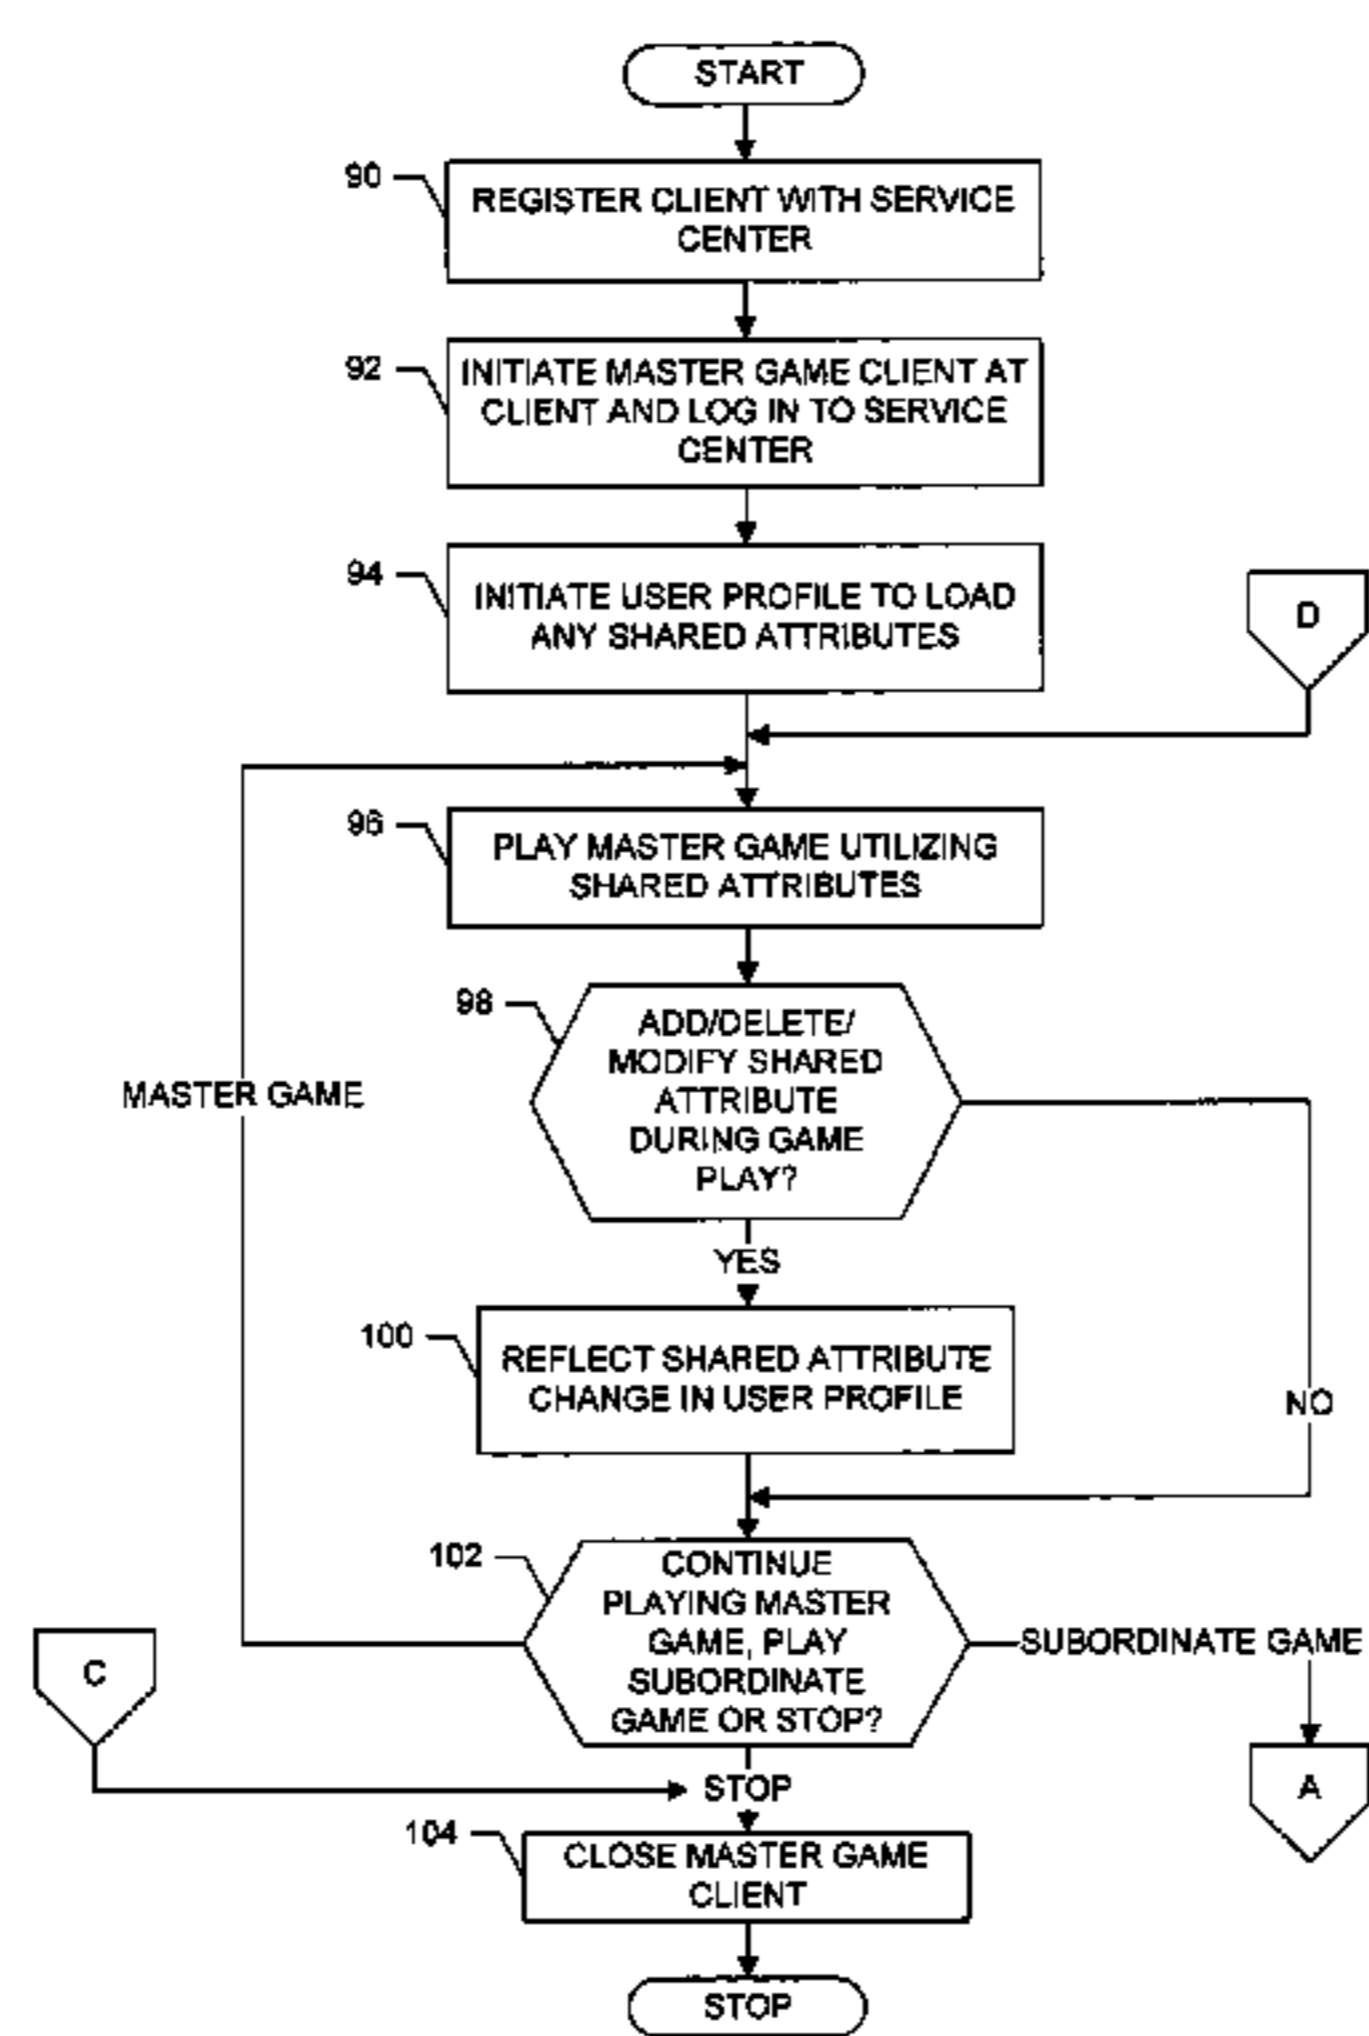 START
90
REGISTER CLIENT WITH SERVICE
CENTER
92
INITIATE MASTER GAME CLIENT AT
CLIENT AND LOG IN TO SERVICE
CENTER
94
INITIATE USER PROFILE TO LOAD
ANY SHARED ATTRIBUTES
D
96
PLAY MASTER GAME UTILIZING
SHARED ATTRIBUTES
98
ADD/DELETE/
MODIFY SHARED
ATTRIBUTE
DURING GAME
PLAY?
MASTER GAME
YES
100
REFLECT SHARED ATTRIBUTE
CHANGE IN USER PROFILE
NO
102
CONTINUE
PLAYING MASTER
GAME, PLAY
SUBORDINATE
GAME OR STOP?
SUBORDINATE GAME
C
A
STOP
104
CLOSE MASTER GAME
CLIENT
STOP